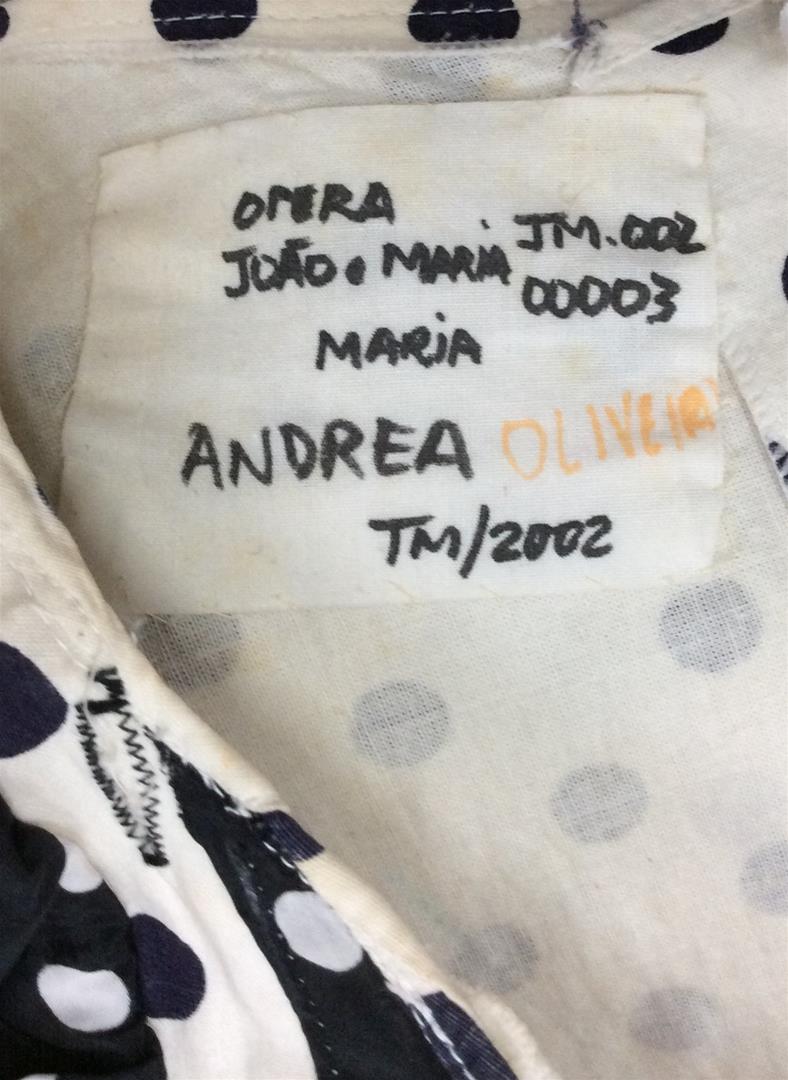 OPERA
JOÃO e MARIA JM.002
00003
MARIA
ANDREA OLIVEIRA
TM/2002